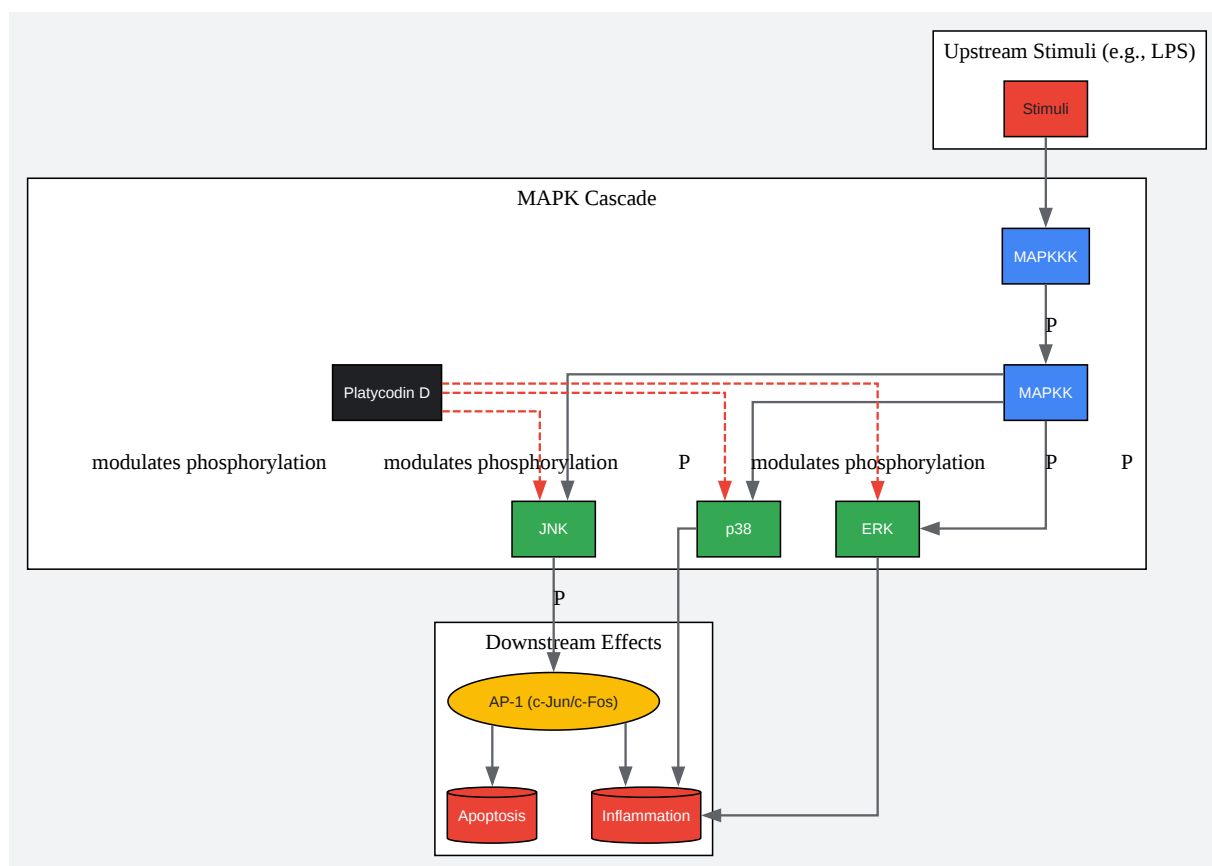 Upstream Stimuli (e.g., LPS)
Stimuli
MAPK Cascade
MAPKKK
P
Platycodin D
MAPKK
modulates phosphorylation
modulates phosphorylation
P
modulates phosphorylation
P
P
JNK
p38
ERK
P
Downstream Effects
AP-1 (c-Jun/c-Fos)
Apoptosis
Inflammation